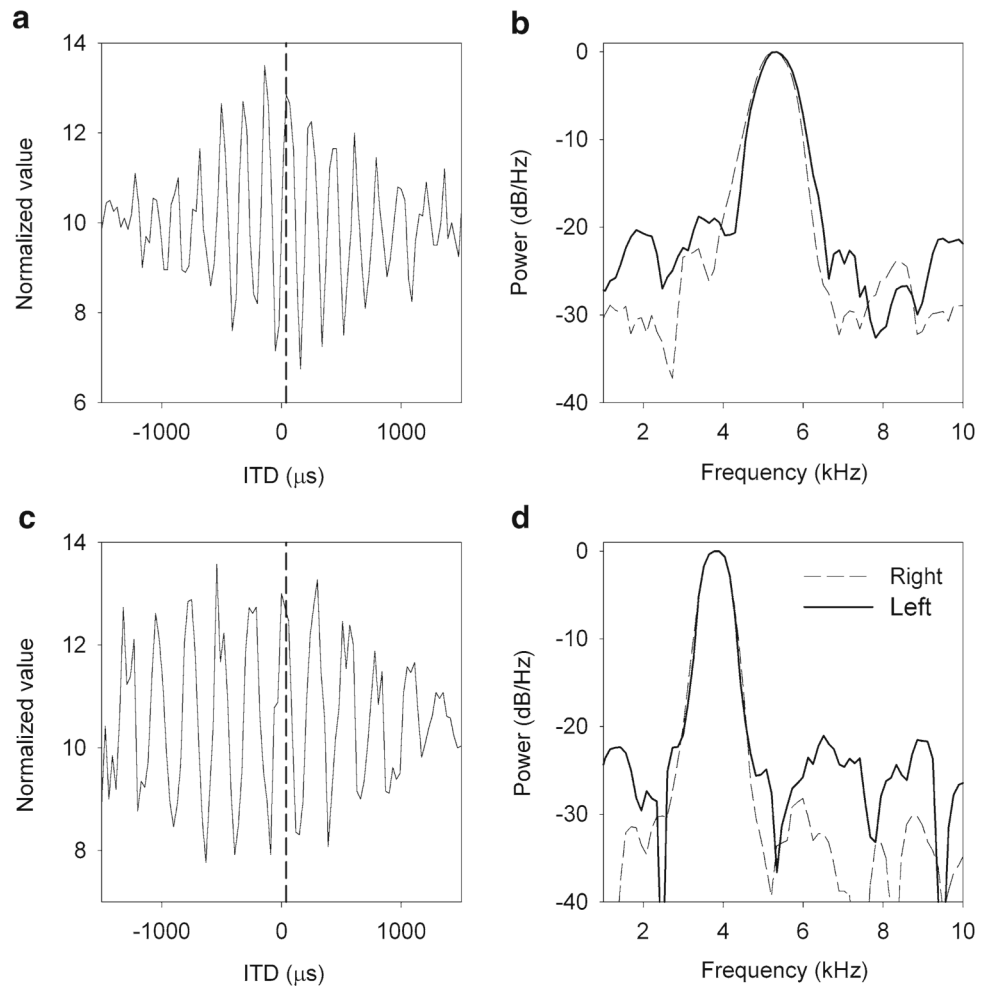 a
14
12
10
8
6
Normalized value
-1000
0
1000
ITD (μs)
b
0
-10
-20
-30
-40
Power (dB/Hz)
2
4
6
8
10
Frequency (kHz)
c
14
12
10
8
Normalized value
-1000
0
1000
ITD (μs)
d
0
-10
-20
-30
-40
Power (dB/Hz)
Right
Left
2
4
6
8
10
Frequency (kHz)